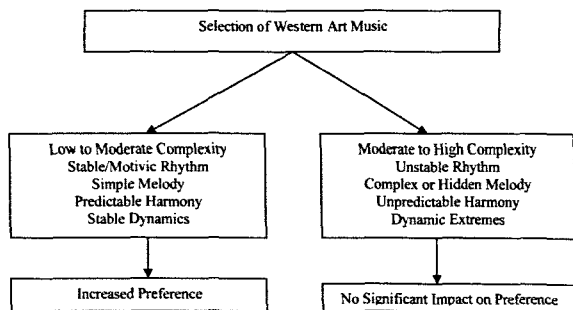 Selection of Western Art Music
Low to Moderate Complexity
Stable/Motivic Rhythm
Simple Melody
Predictable Harmony
Stable Dynamics
Moderate to High Complexity
Unstable Rhythm
Complex or Hidden Melody
Unpredictable Harmony
Dynamic Extremes
Increased Preference
No Significant Impact on Preference